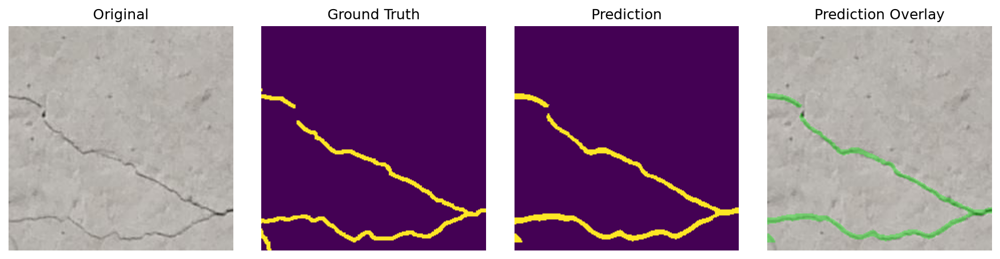 Original
Ground Truth
Prediction
Prediction Overlay